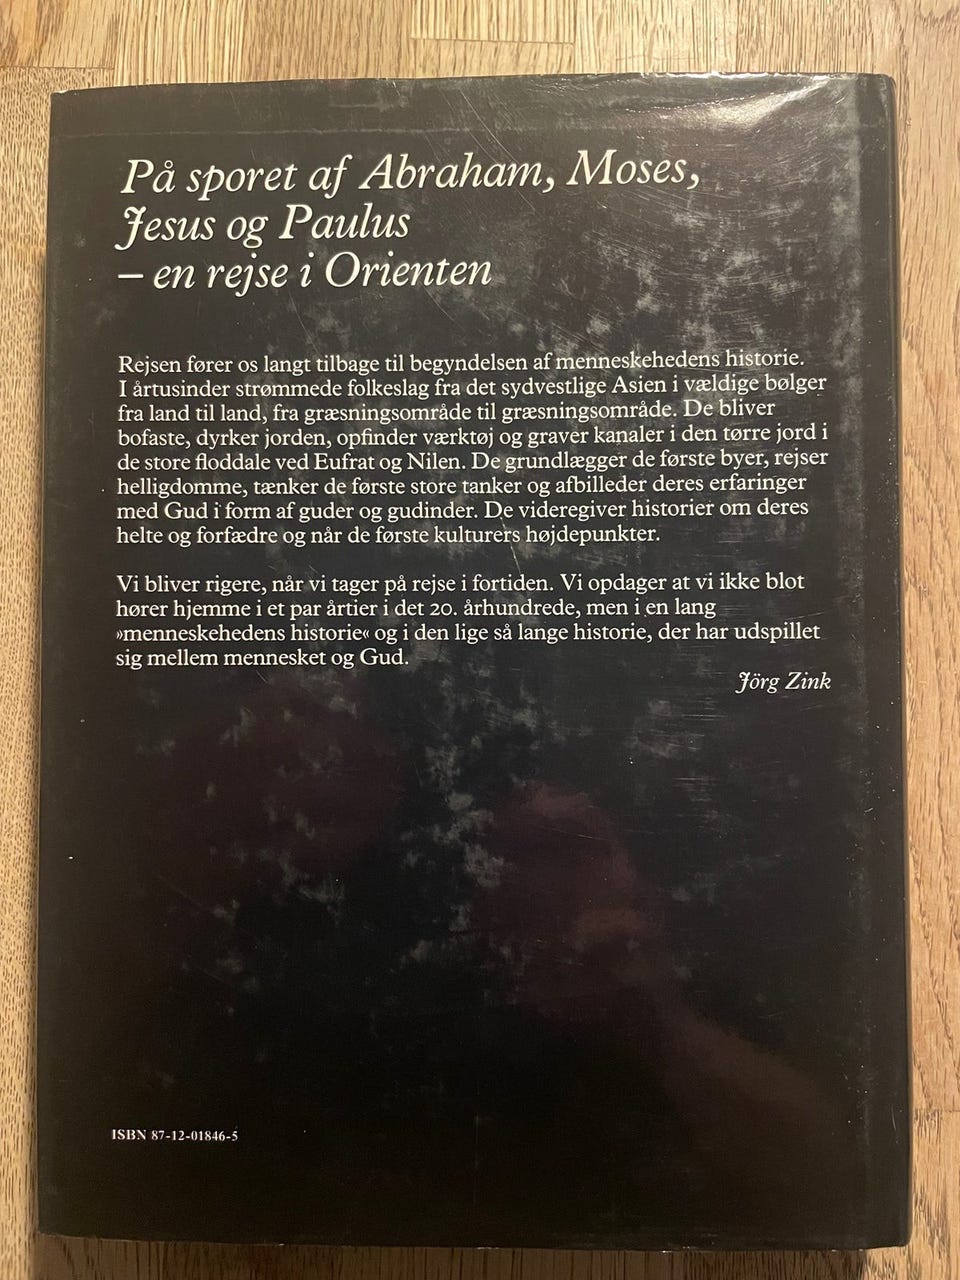 På sporet af Abraham, Moses,
Jesus og Paulus
– en rejse i Orienten
Rejsen fører os langt tilbage til begyndelsen af menneskehedens historie.
I årtusinder strømmede folkeslag fra det sydvestlige Asien i vældige bølger
fra land til land, fra græsningsområde til græsningsområde. De bliver
bofaste, dyrker jorden, opfinder værktøj og graver kanaler i den tørre jord i
de store floddale ved Eufrat og Nilen. De grundlægger de første byer, rejser
helligdomme, tænker de første store tanker og afbilleder deres erfaringer
med Gud i form af guder og gudinder. De videregiver historier om deres
helte og forfædre og når de første kulturers højdepunkter.
Vi bliver rigere, når vi tager på rejse i fortiden. Vi opdager at vi ikke blot
hører hjemme i et par årtier i det 20. århundrede, men i en lang
»menneskehedens historie« og i den lige så lange historie, der har udspillet
sig mellem mennesket og Gud.
Jörg Zink
ISBN 87-12-01846-5